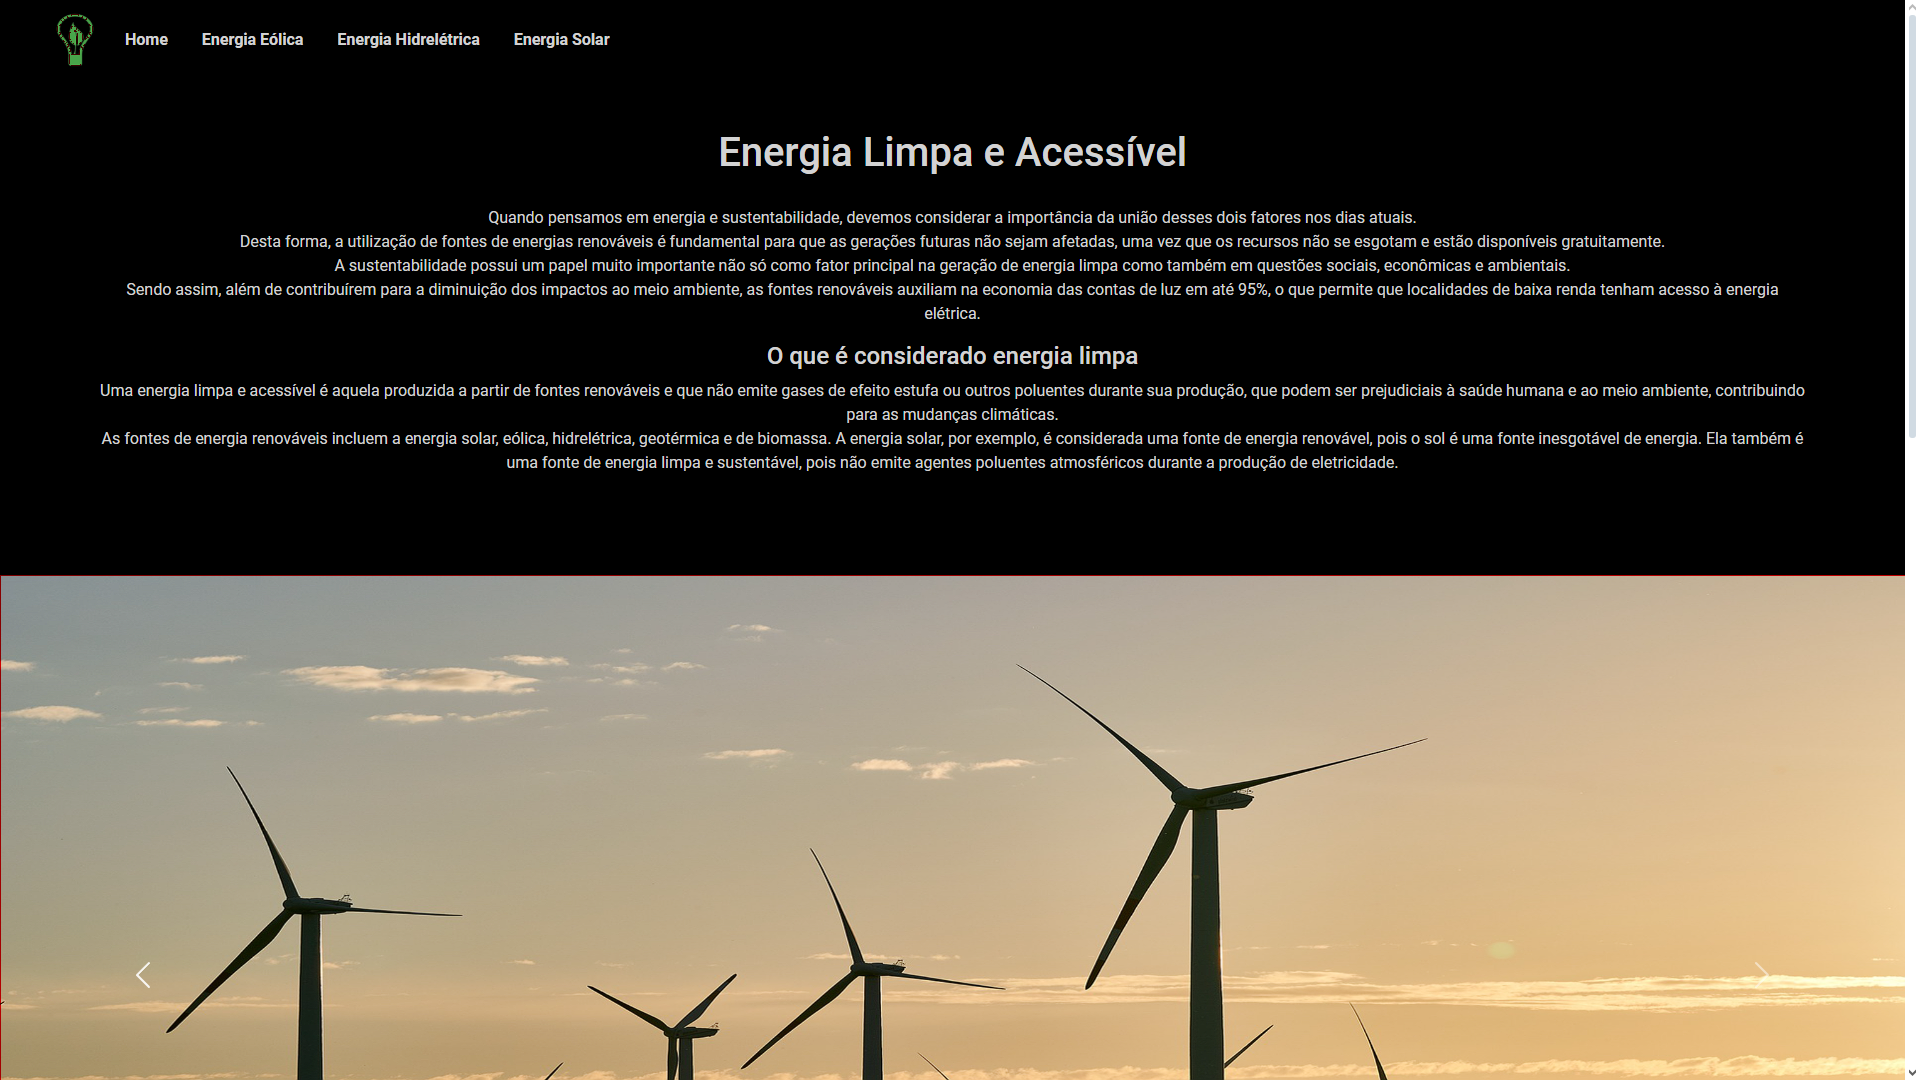 Home
Energia Eólica
Energia Hidrelétrica
Energia Solar
Energia Limpa e Acessível
Quando pensamos em energia e sustentabilidade, devemos considerar a importância da união desses dois fatores nos dias atuais.
Desta forma, a utilização de fontes de energias renováveis é fundamental para que as gerações futuras não sejam afetadas, uma vez que os recursos não se esgotam e estão disponíveis gratuitamente.
A sustentabilidade possui um papel muito importante não só como fator principal na geração de energia limpa como também em questões sociais, econômicas e ambientais.
Sendo assim, além de contribuírem para a diminuição dos impactos ao meio ambiente, as fontes renováveis auxiliam na economia das contas de luz em até 95%, o que permite que localidades de baixa renda tenham acesso à energia
elétrica.
O que é considerado energia limpa
Uma energia limpa e acessível é aquela produzida a partir de fontes renováveis e que não emite gases de efeito estufa ou outros poluentes durante sua produção, que podem ser prejudiciais à saúde humana e ao meio ambiente, contribuindo
para as mudanças climáticas.
As fontes de energia renováveis incluem a energia solar, eólica, hidrelétrica, geotérmica e de biomassa. A energia solar, por exemplo, é considerada uma fonte de energia renovável, pois o sol é uma fonte inesgotável de energia. Ela também é
uma fonte de energia limpa e sustentável, pois não emite agentes poluentes atmosféricos durante a produção de eletricidade.